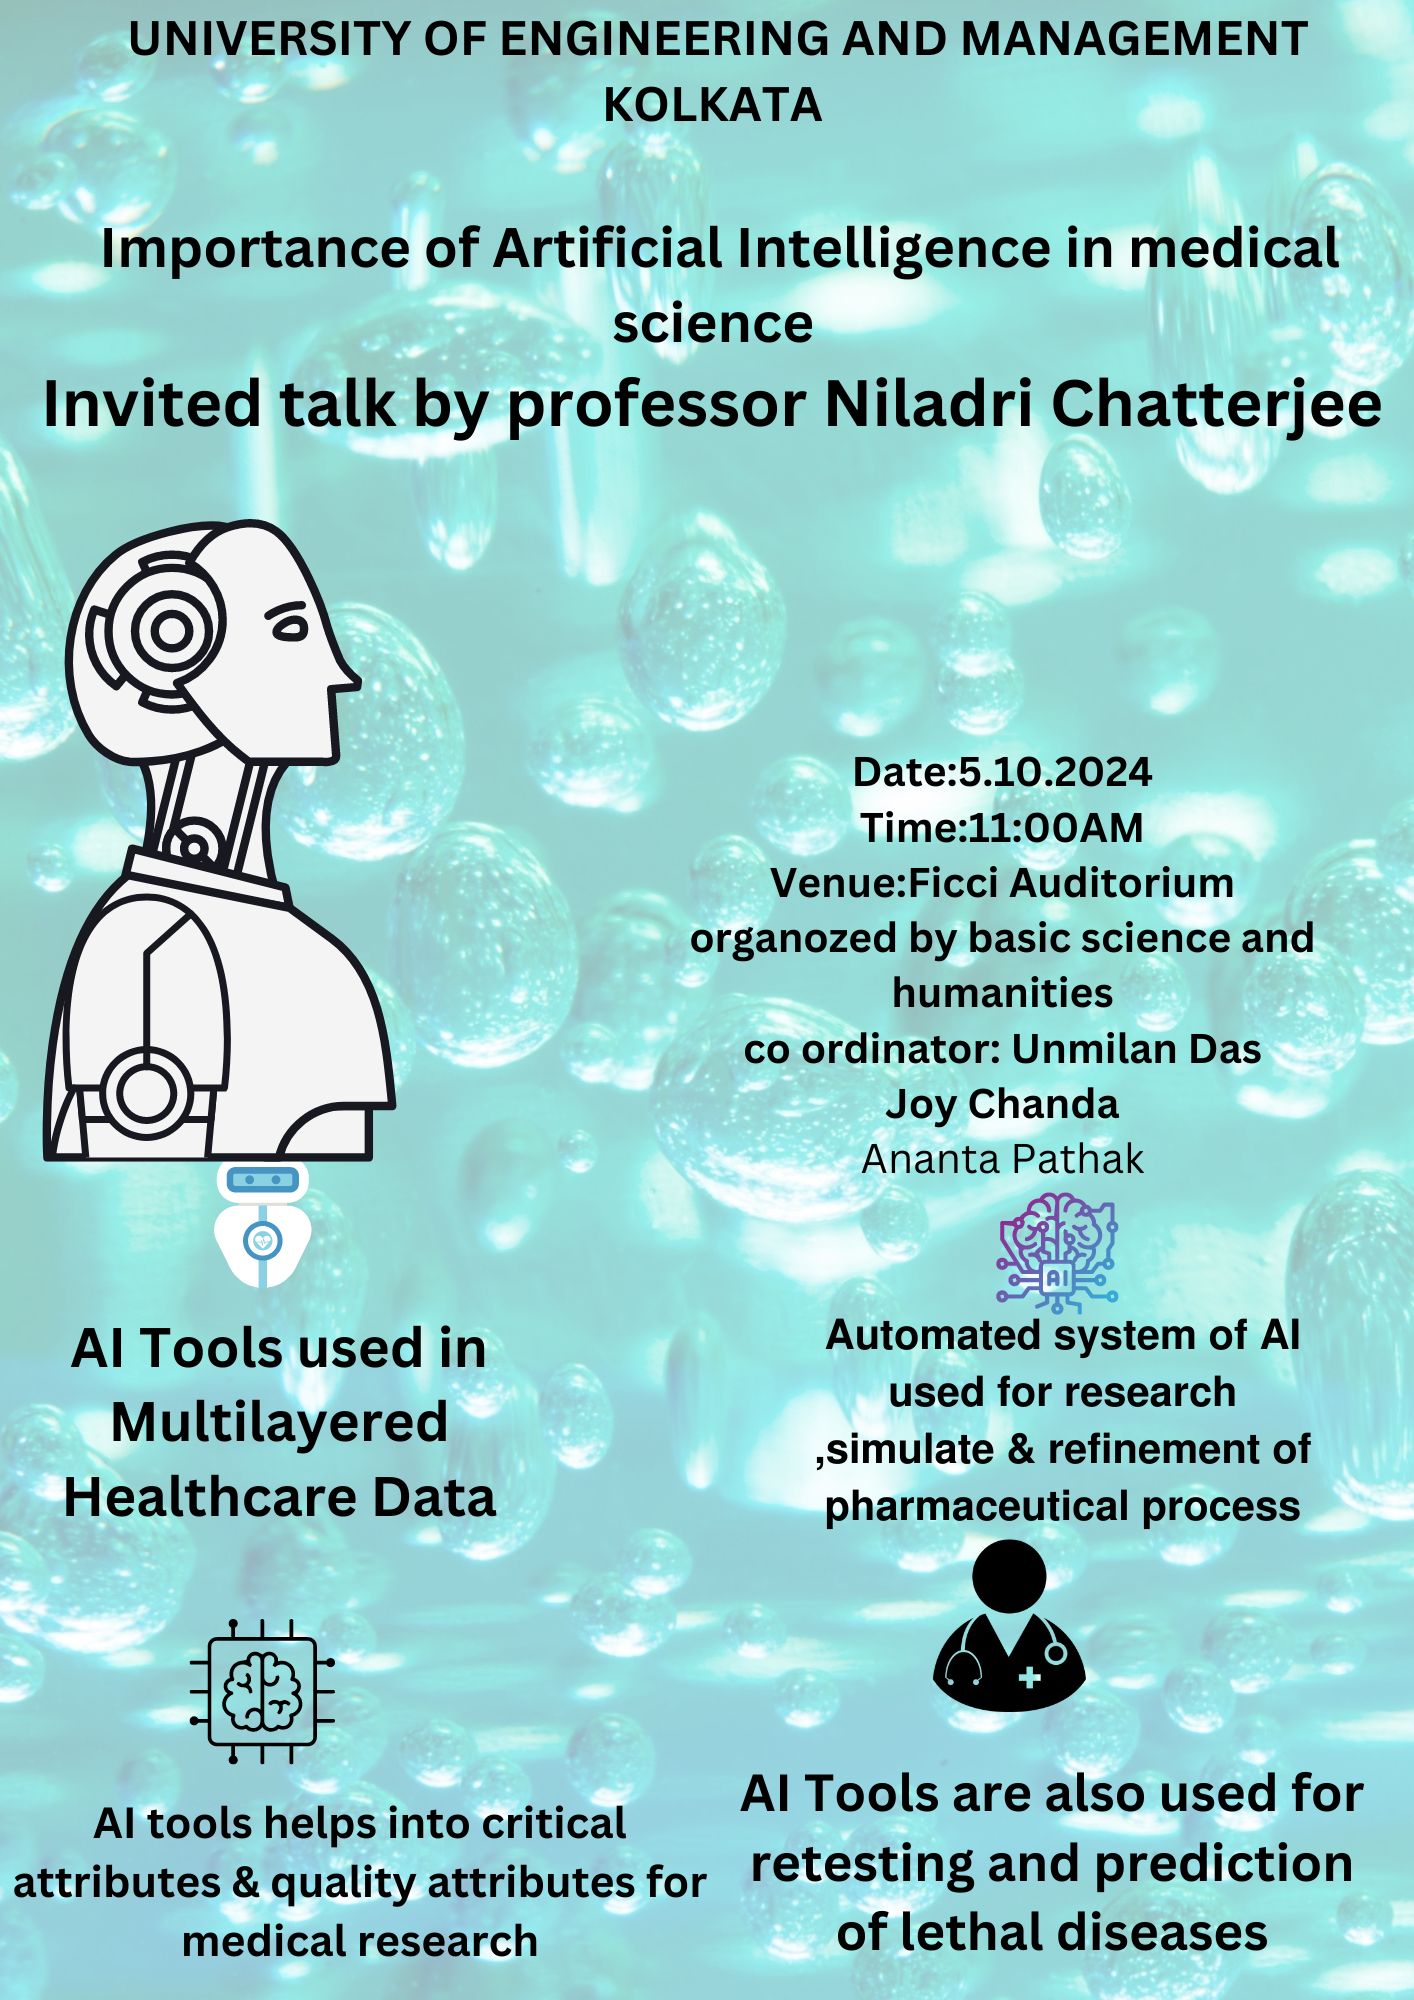 UNIVERSITY OF ENGINEERING AND MANAGEMENT
KOLKATA
Importance of Artificial Intelligence in medical
science
Invited talk by professor Niladri Chatterjee
Date:5.10.2024
Time:11:00AM
Venue:Ficci Auditorium
organozed by basic science and
humanities
co ordinator: Unmilan Das
Joy Chanda
Ananta Pathak
AI
AI Tools used in
Multilayered
Healthcare Data
Automated system of AI
used for research
,simulate & refinement of
pharmaceutical process
AI tools helps into critical
attributes & quality attributes for
medical research
AI Tools are also used for
retesting and prediction
of lethal diseases